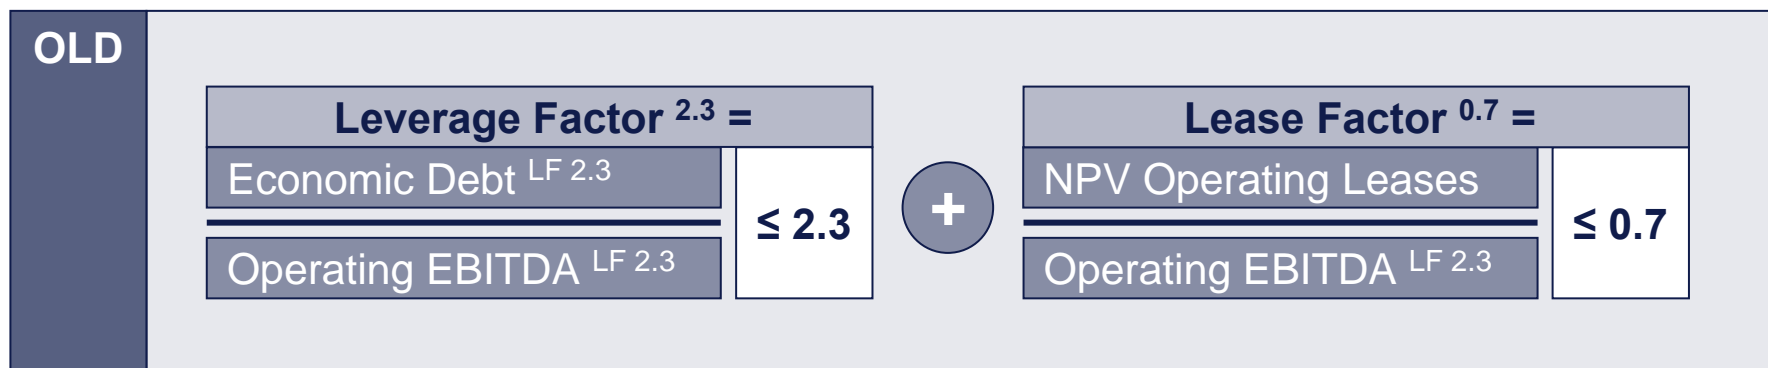 OLD
Leverage Factor 2.3 =
Economic Debt LF 2.3
Operating EBITDA LF 2.3
≤ 2.3
+
Lease Factor 0.7 =
NPV Operating Leases
Operating EBITDA LF 2.3
≤ 0.7